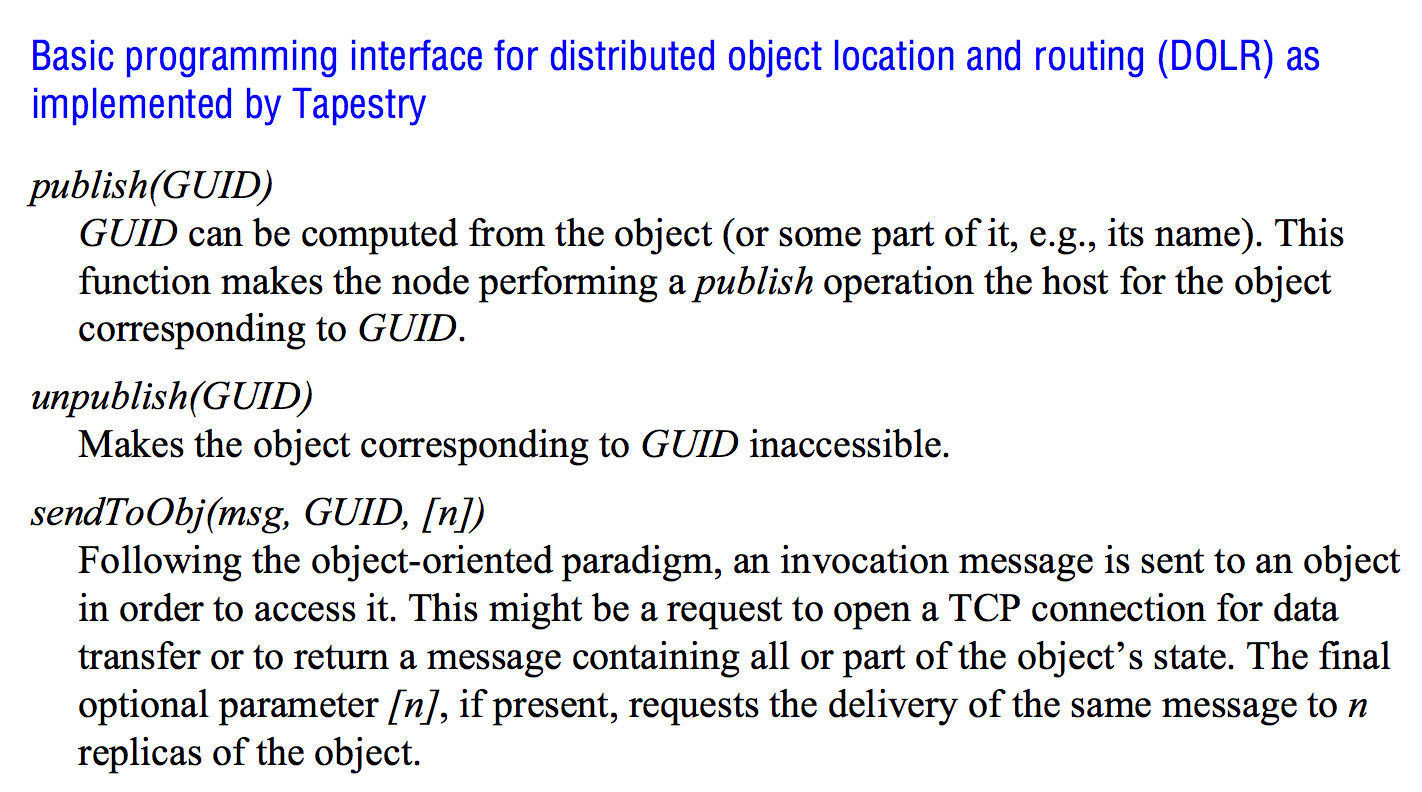 Basic programming interface for distributed object location and routing (DOLR) as
implemented by Tapestry
publish(GUID)
GUID can be computed from the object (or some part of it, e.g., its name). This
function makes the node performing a publish operation the host for the object
corresponding to GUID.
unpublish(GUID)
Makes the object corresponding to GUID inaccessible.
sendToObj(msg, GUID, [n])
Following the object-oriented paradigm, an invocation message is sent to an object
in order to access it. This might be a request to open a TCP connection for data
transfer or to return a message containing all or part of the object’s state. The final
optional parameter [n], if present, requests the delivery of the same message to n
replicas of the object.